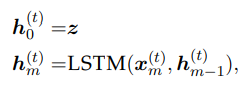 h_0^{(t)} = z
h_m^{(t)} = LSTM(x_m^{(t)}, h_{m-1}^{(t)}),